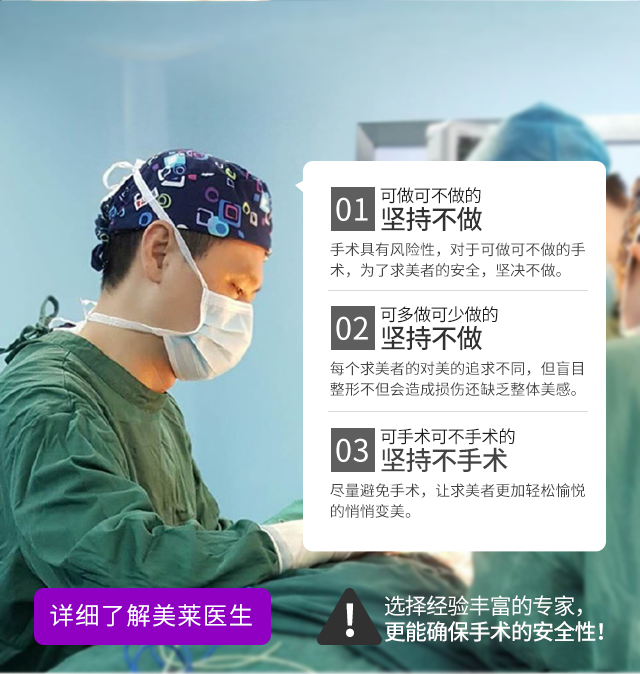 01 可做可不做的
坚持不做
手术具有风险性，对于可做可不做的手
术，为了求美者的安全，坚决不做。
02 可多做可少做的
坚持不做
每个求美者的对美的追求不同，但盲目
整形不但会造成损伤还缺乏整体美感。
03 可手术可不手术的
坚持不手术
尽量避免手术，让求美者更加轻松愉悦
的悄悄变美。
详细了解美莱医生
选择经验丰富的专家，
更能确保手术的安全性!